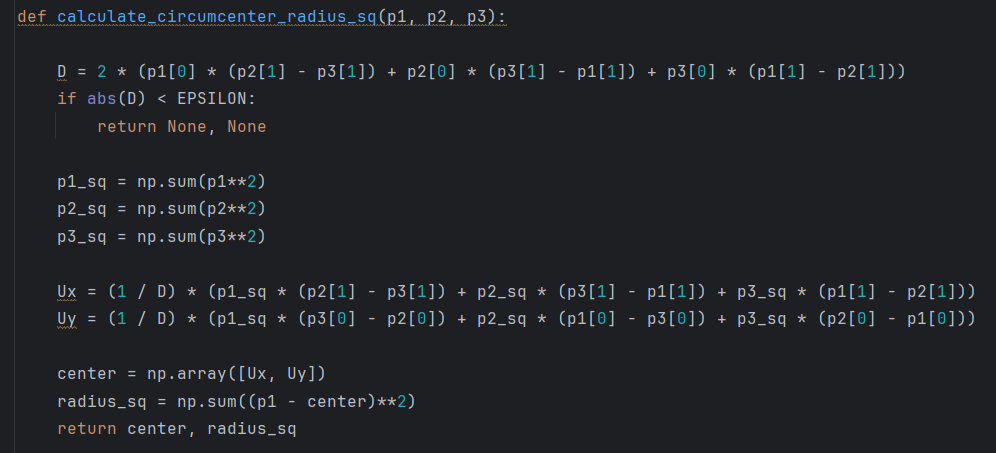 def calculate_circumcenter_radius_sq(p1, p2, p3):
D = 2 * (p1[0] * (p2[1] - p3[1]) + p2[0] * (p3[1] - p1[1]) + p3[0] * (p1[1] - p2[1]))
if abs(D) < EPSILON:
return None, None
p1_sq = np.sum(p1**2)
p2_sq = np.sum(p2**2)
p3_sq = np.sum(p3**2)
Ux = (1 / D) * (p1_sq * (p2[1] - p3[1]) + p2_sq * (p3[1] - p1[1]) + p3_sq * (p1[1] - p2[1]))
Uy = (1 / D) * (p1_sq * (p3[0] - p2[0]) + p2_sq * (p1[0] - p3[0]) + p3_sq * (p2[0] - p1[0]))
center = np.array([Ux, Uy])
radius_sq = np.sum((p1 - center)**2)
return center, radius_sq